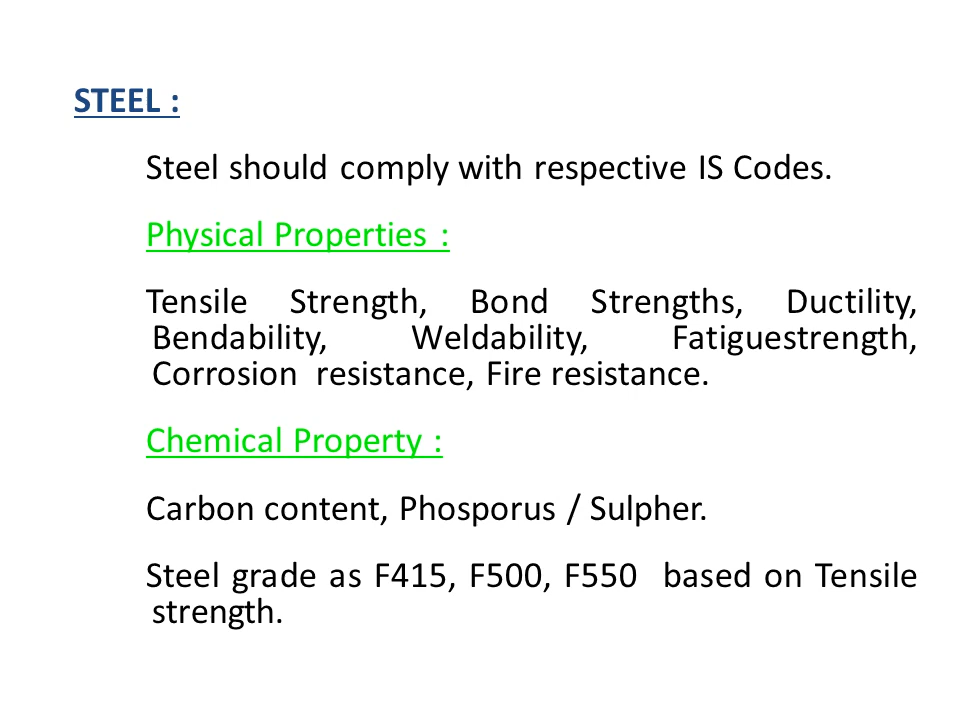 STEEL :
Steel should comply with respective IS Codes.
Physical Properties :
Tensile Strength, Bond Strengths, Ductility,
Bendability, Weldability, Fatiguestrength,
Corrosion resistance, Fire resistance.
Chemical Property :
Carbon content, Phosporus / Sulpher.
Steel grade as F415, F500, F550 based on Tensile
strength.